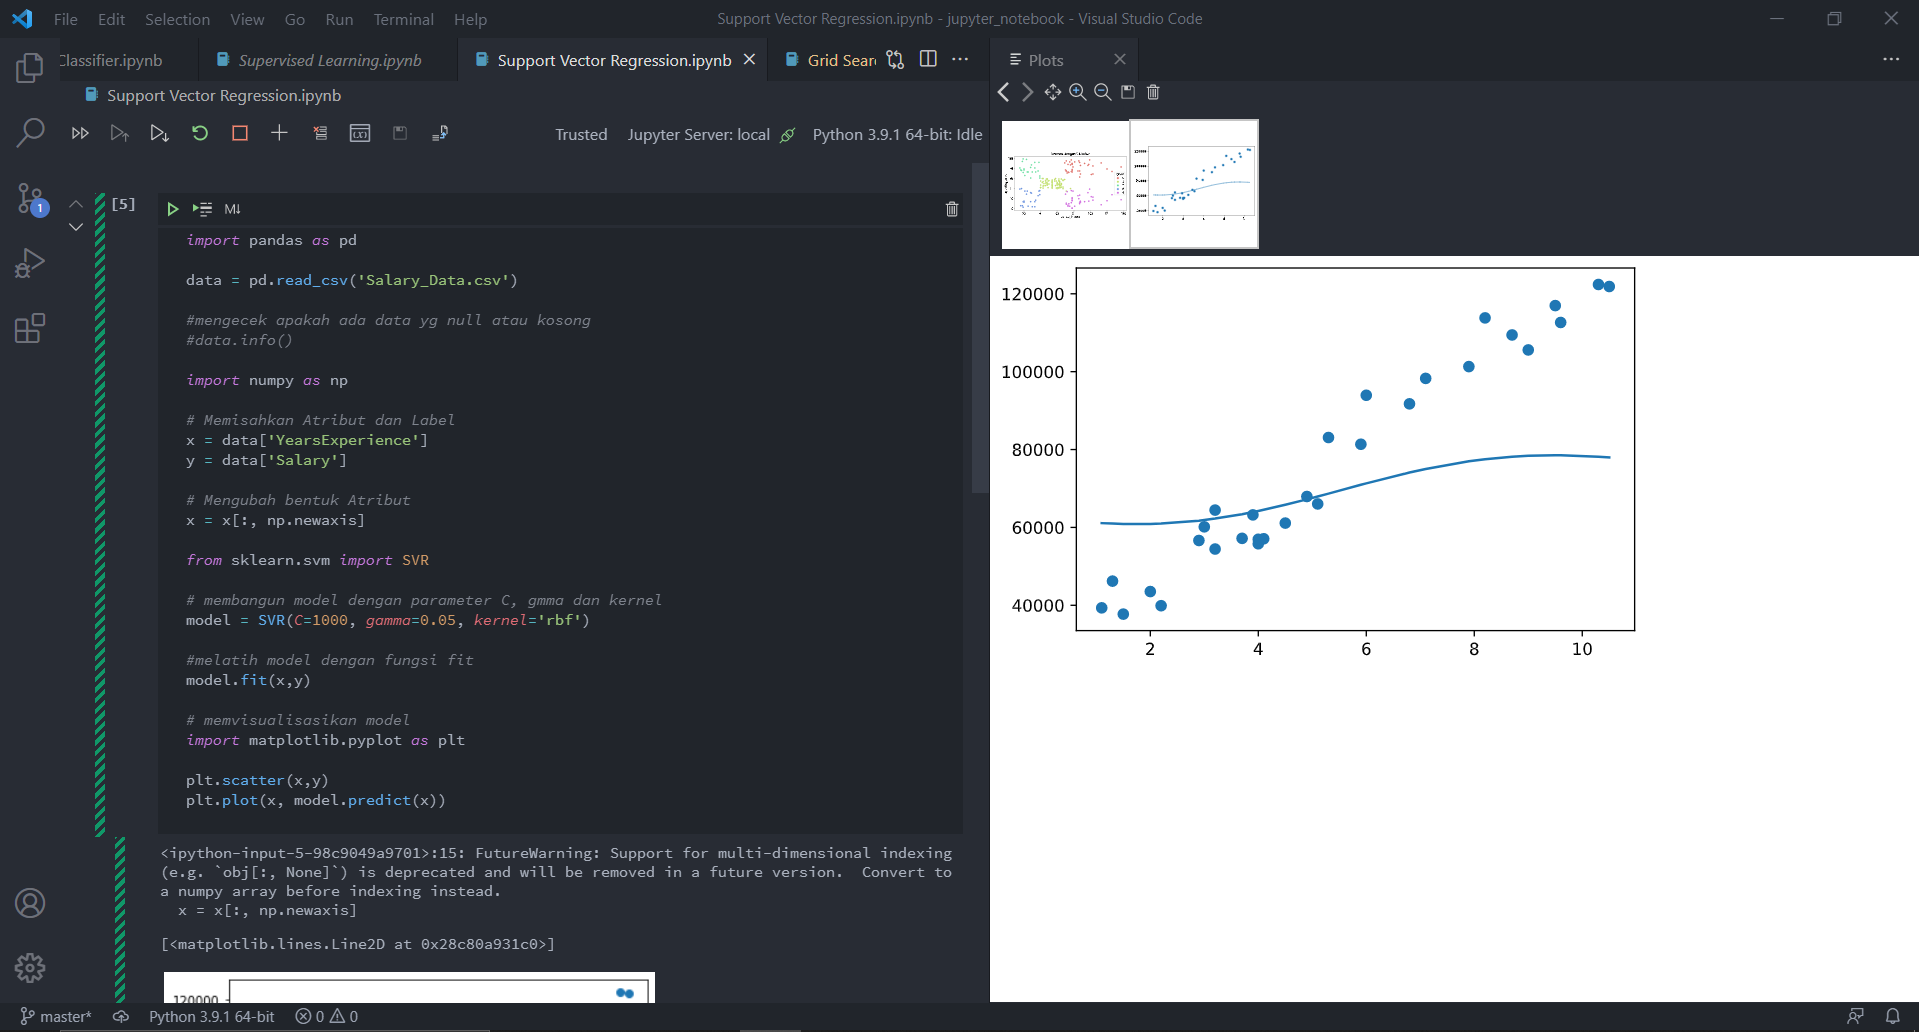 File Edit Selection View Go Run Terminal Help
Support Vector Regression.ipynb - jupyter_notebook - Visual Studio Code
Classifier.ipynb
Supervised Learning.ipynb
Support Vector Regression.ipynb
Grid Sear
Plots
Support Vector Regression.ipynb
Trusted Jupyter Server: local Python 3.9.1 64-bit: Idle
1
[5]
M↓
import pandas as pd
data = pd.read_csv('Salary_Data.csv')
#mengecek apakah ada data yg null atau kosong
#data.info()
import numpy as np
# Memisahkan Atribut dan Label
x = data['YearsExperience']
y = data['Salary']
# Mengubah bentuk Atribut
x = x[:, np.newaxis]
from sklearn.svm import SVR
# membangun model dengan parameter C, gmma dan kernel
model = SVR(C=1000, gamma=0.05, kernel='rbf')
#melatih model dengan fungsi fit
model.fit(x,y)
# memvisualisasikan model
import matplotlib.pyplot as plt
plt.scatter(x,y)
plt.plot(x, model.predict(x))
<ipython-input-5-98c9049a9701>:15: FutureWarning: Support for multi-dimensional indexing
(e.g. `obj[:, None]`) is deprecated and will be removed in a future version.  Convert to
a numpy array before indexing instead.
x = x[:, np.newaxis]
[<matplotlib.lines.Line2D at 0x28c80a931c0>]
120000
120000
100000
80000
60000
40000
2 4 6 8 10
master* Python 3.9.1 64-bit 0 0